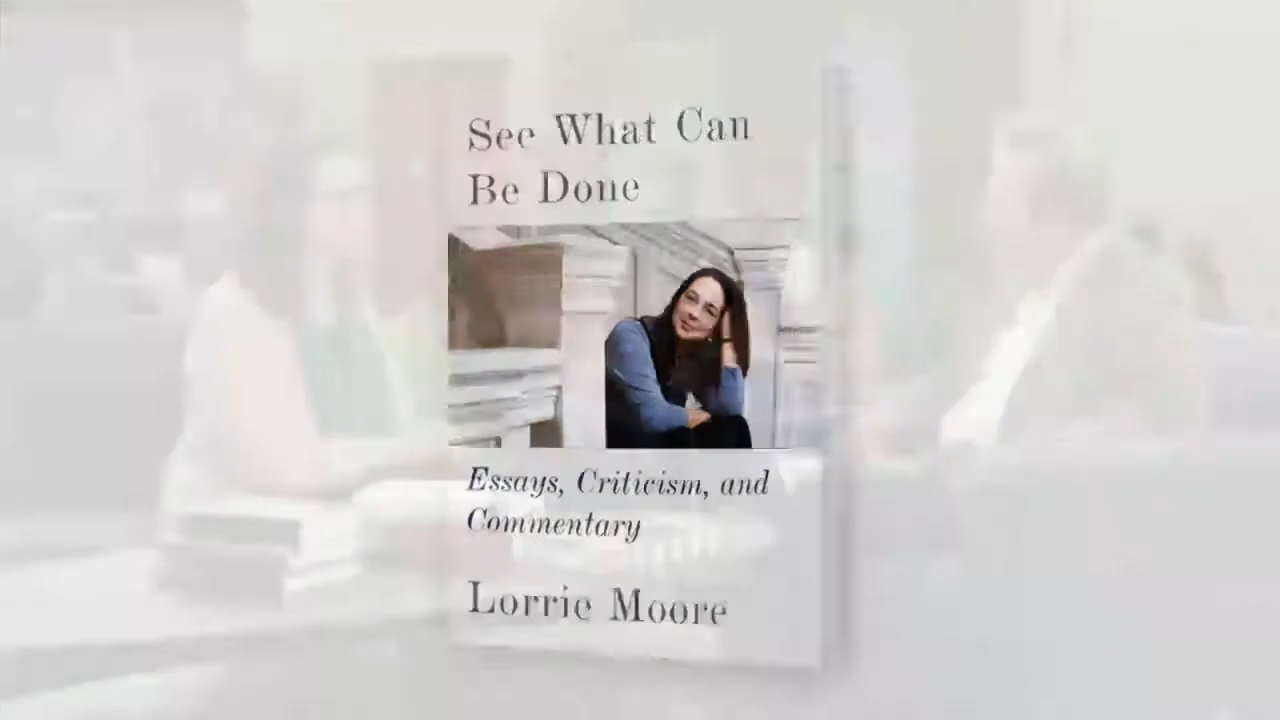 See What Can
Be Done
Essays, Criticism, and
Commentary
Lorrie Moore